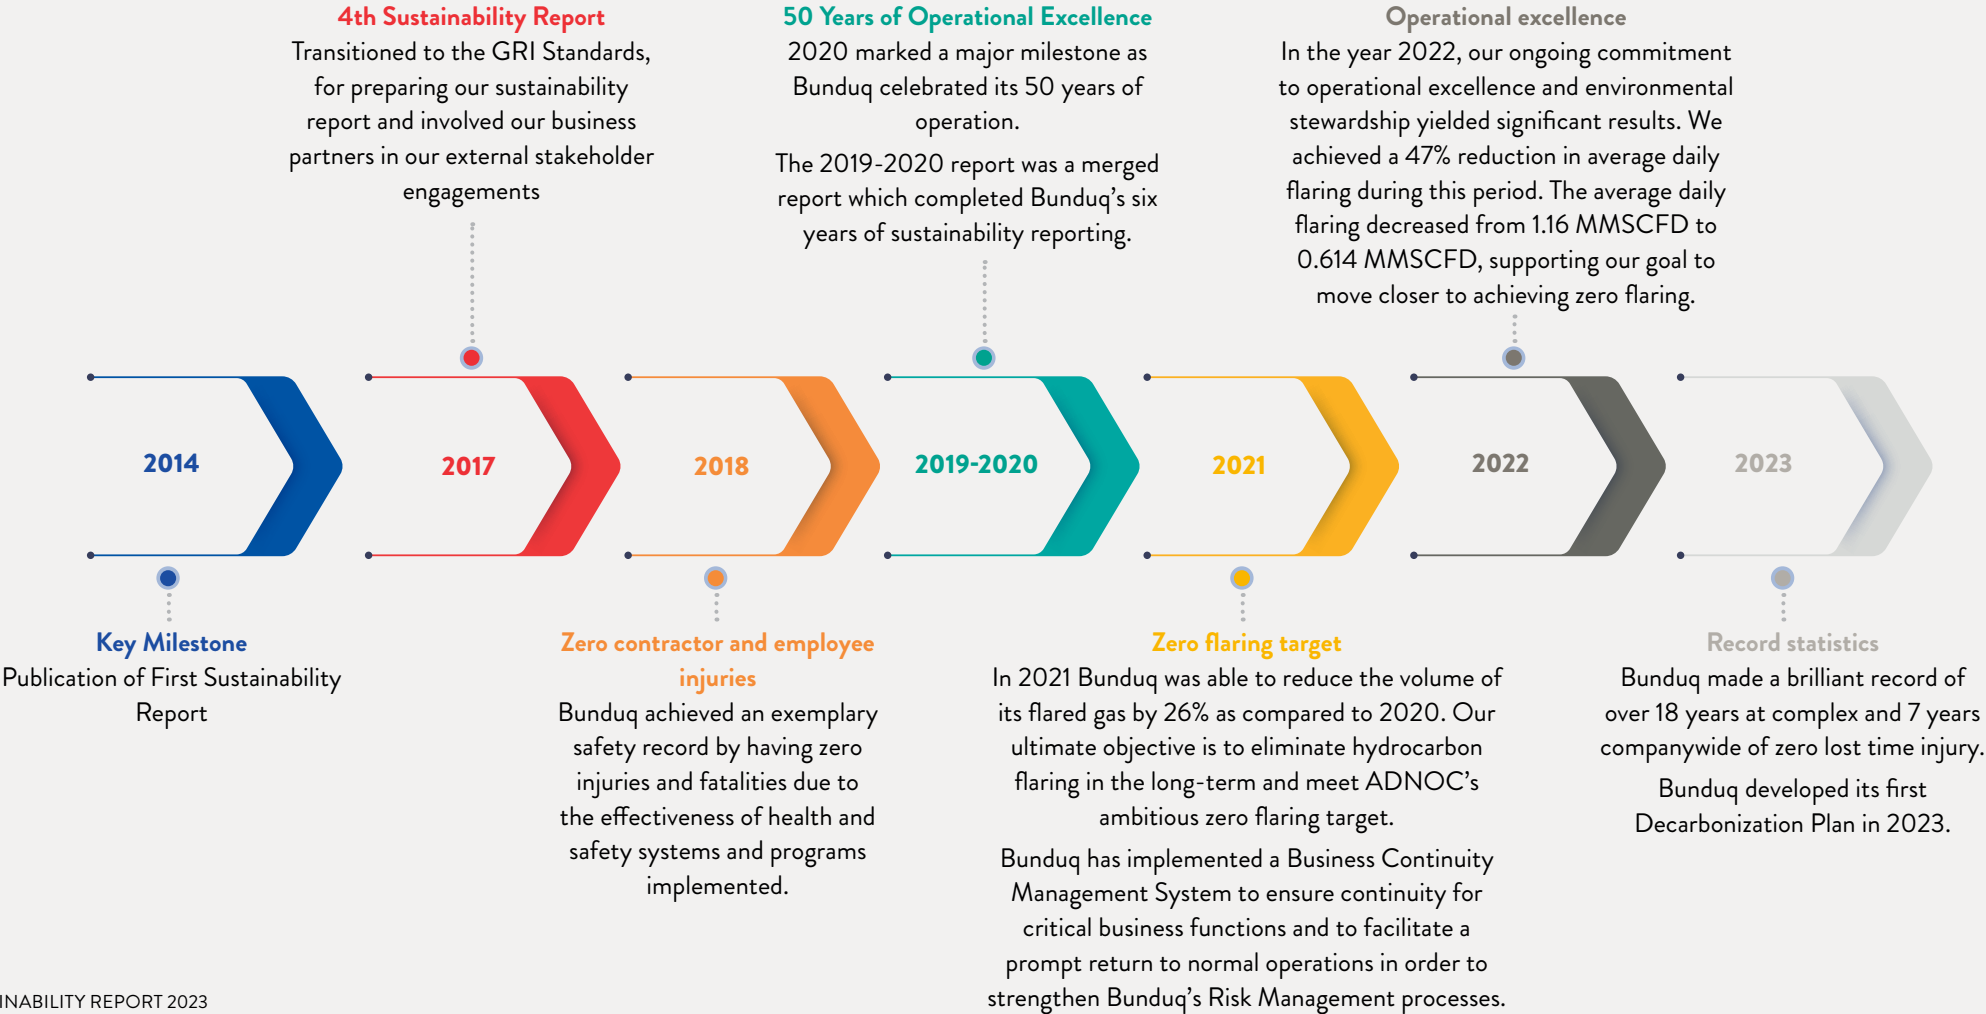 4th Sustainability Report
Transitioned to the GRI Standards,
for preparing our sustainability
report and involved our business
partners in our external stakeholder
engagements
50 Years of Operational Excellence
2020 marked a major milestone as
Bunduq celebrated its 50 years of
operation.
The 2019-2020 report was a merged
report which completed Bunduq’s six
years of sustainability reporting.
Operational excellence
In the year 2022, our ongoing commitment
to operational excellence and environmental
stewardship yielded significant results. We
achieved a 47% reduction in average daily
flaring during this period. The average daily
flaring decreased from 1.16 MMSCFD to
0.614 MMSCFD, supporting our goal to
move closer to achieving zero flaring.
2014
2017
2018
2019-2020
2021
2022
2023
Key Milestone
Publication of First Sustainability
Report
Zero contractor and employee
injuries
Bunduq achieved an exemplary
safety record by having zero
injuries and fatalities due to
the effectiveness of health and
safety systems and programs
implemented.
Zero flaring target
In 2021 Bunduq was able to reduce the volume of
its flared gas by 26% as compared to 2020. Our
ultimate objective is to eliminate hydrocarbon
flaring in the long-term and meet ADNOC’s
ambitious zero flaring target.
Bunduq has implemented a Business Continuity
Management System to ensure continuity for
critical business functions and to facilitate a
prompt return to normal operations in order to
strengthen Bunduq’s Risk Management processes.
Record statistics
Bunduq made a brilliant record of
over 18 years at complex and 7 years
companywide of zero lost time injury.
Bunduq developed its first
Decarbonization Plan in 2023.
INABILITY REPORT 2023